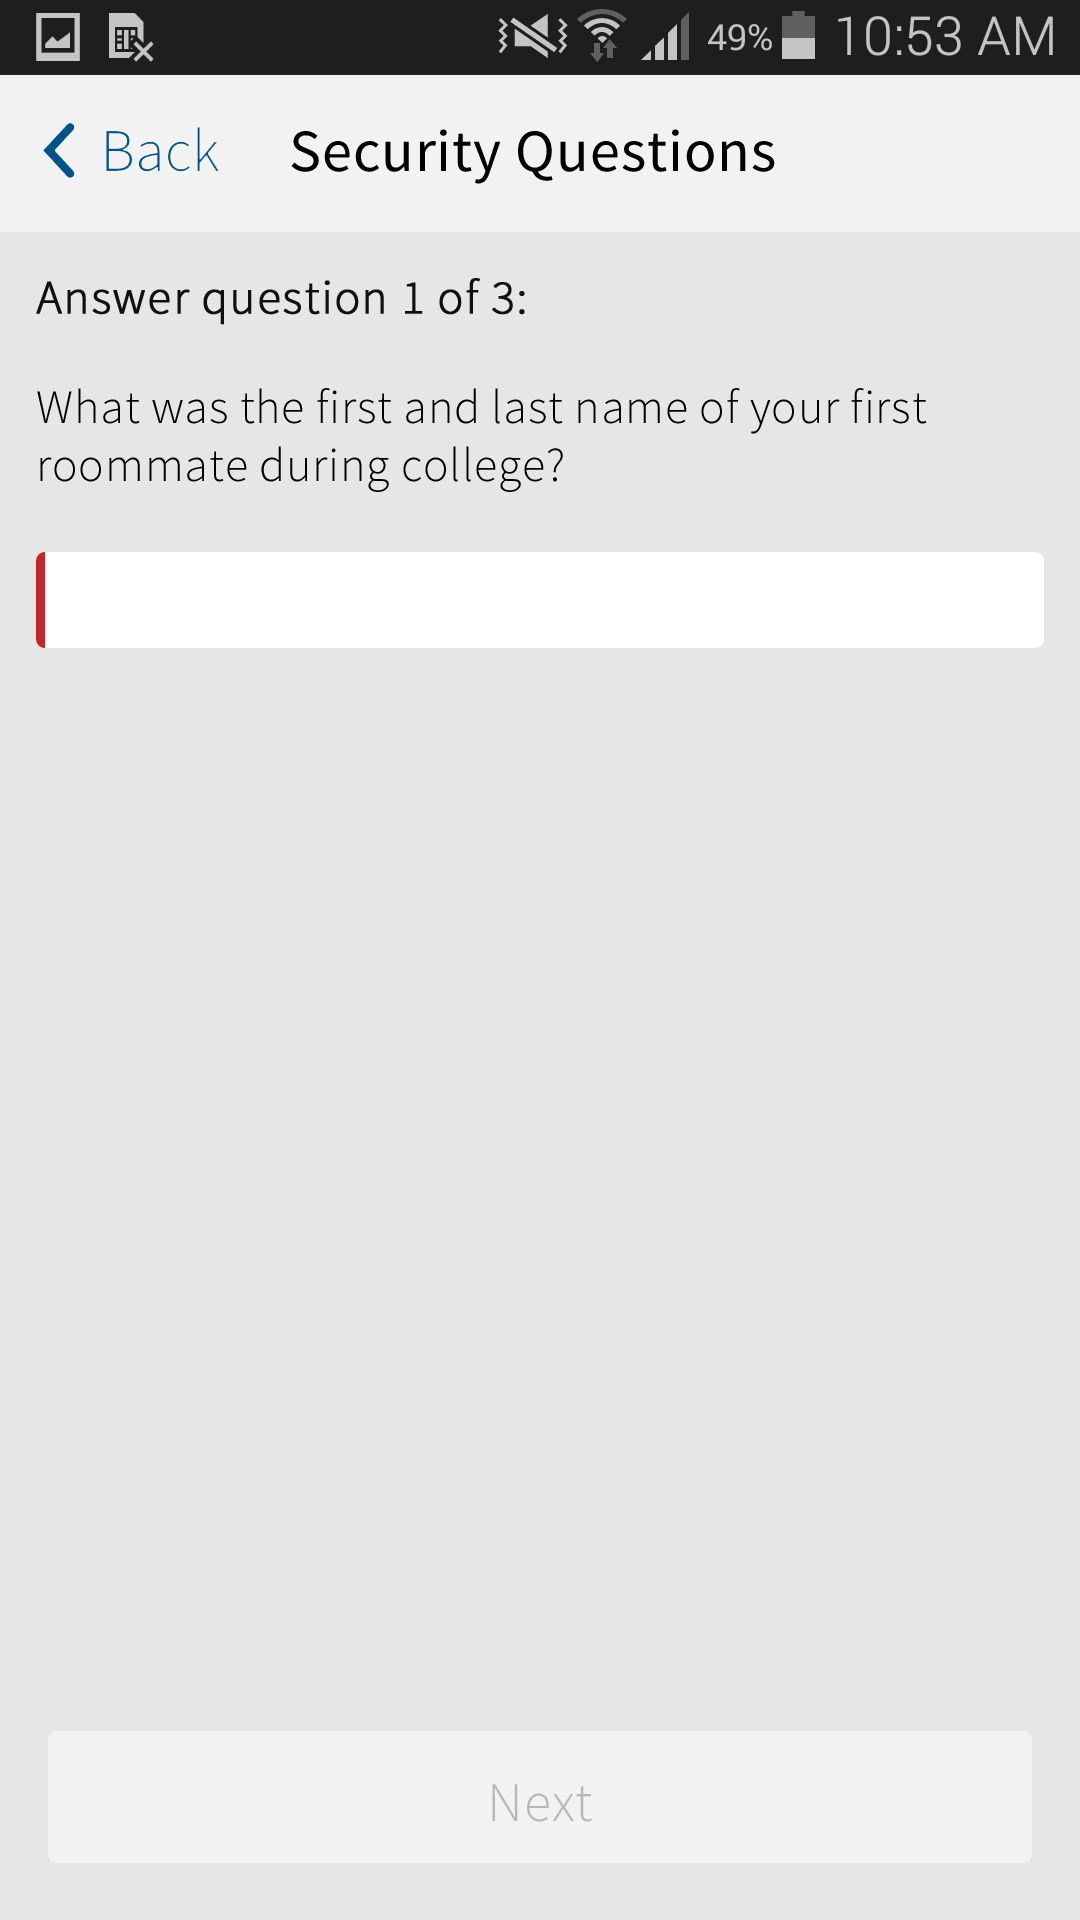 49% 10:53 AM
Back Security Questions
Answer question 1 of 3:
What was the first and last name of your first
roommate during college?
Next